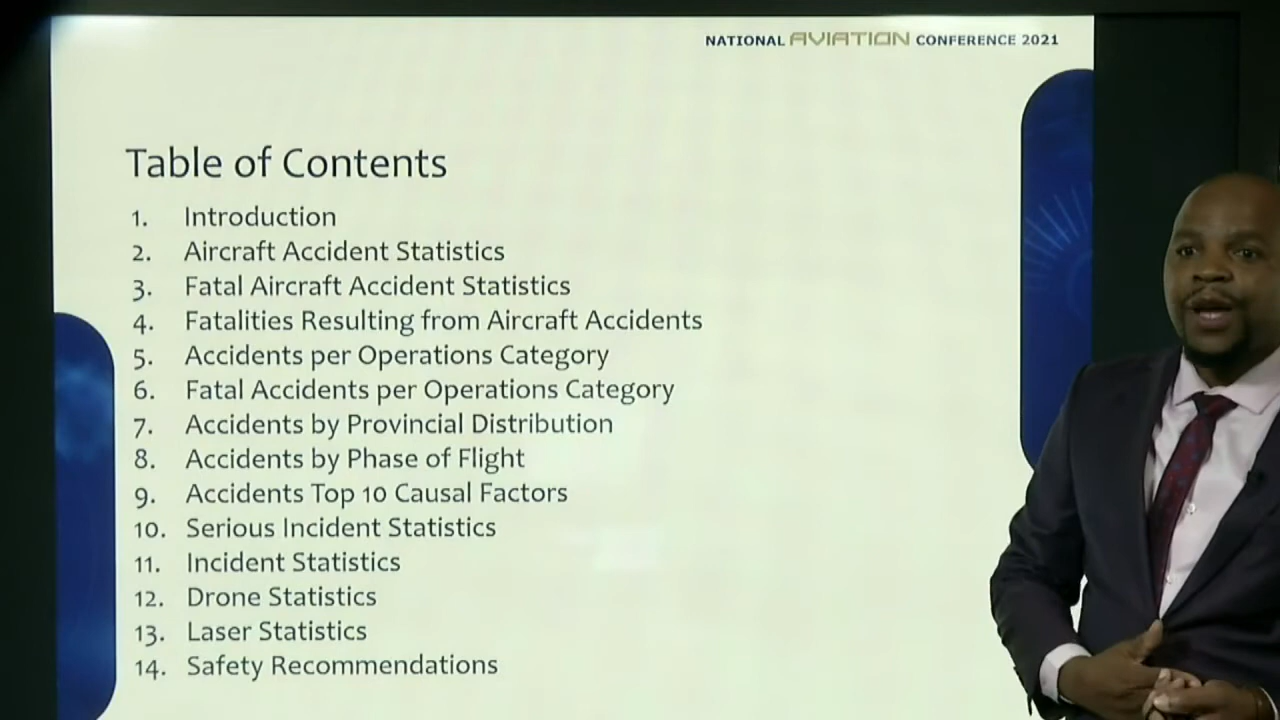 NATIONAL AVIATION CONFERENCE 2021
Table of Contents
1. Introduction
2. Aircraft Accident Statistics
3. Fatal Aircraft Accident Statistics
4. Fatalities Resulting from Aircraft Accidents
5. Accidents per Operations Category
6. Fatal Accidents per Operations Category
7. Accidents by Provincial Distribution
8. Accidents by Phase of Flight
9. Accidents Top 10 Causal Factors
10. Serious Incident Statistics
11. Incident Statistics
12. Drone Statistics
13. Laser Statistics
14. Safety Recommendations